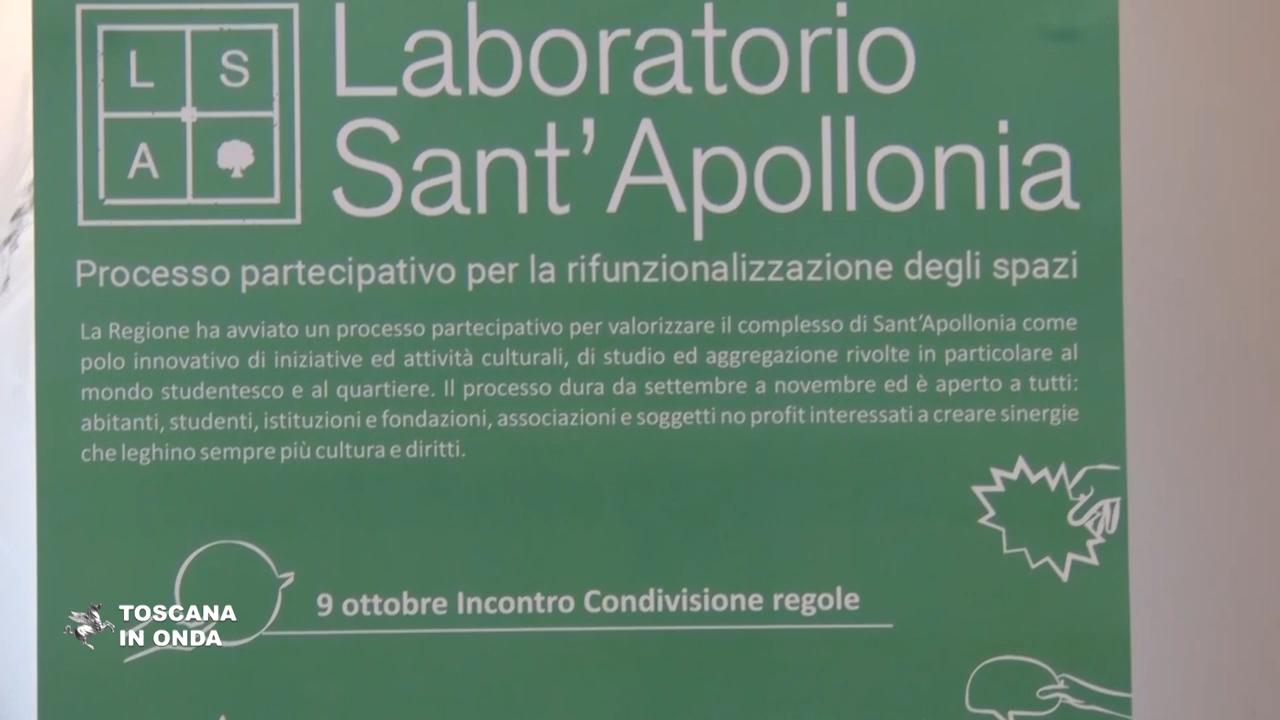 L S
A
Laboratorio
Sant'Apollonia
Processo partecipativo per la rifunzionalizzazione degli spazi
La Regione ha avviato un processo partecipativo per valorizzare il complesso di Sant'Apollonia come
polo innovativo di iniziative ed attività culturali, di studio ed aggregazione rivolte in particolare al
mondo studentesco e al quartiere. Il processo dura da settembre a novembre ed è aperto a tutti:
abitanti, studenti, istituzioni e fondazioni, associazioni e soggetti no profit interessati a creare sinergie
che leghino sempre più cultura e diritti.
9 ottobre Incontro Condivisione regole
TOSCANA
IN ONDA